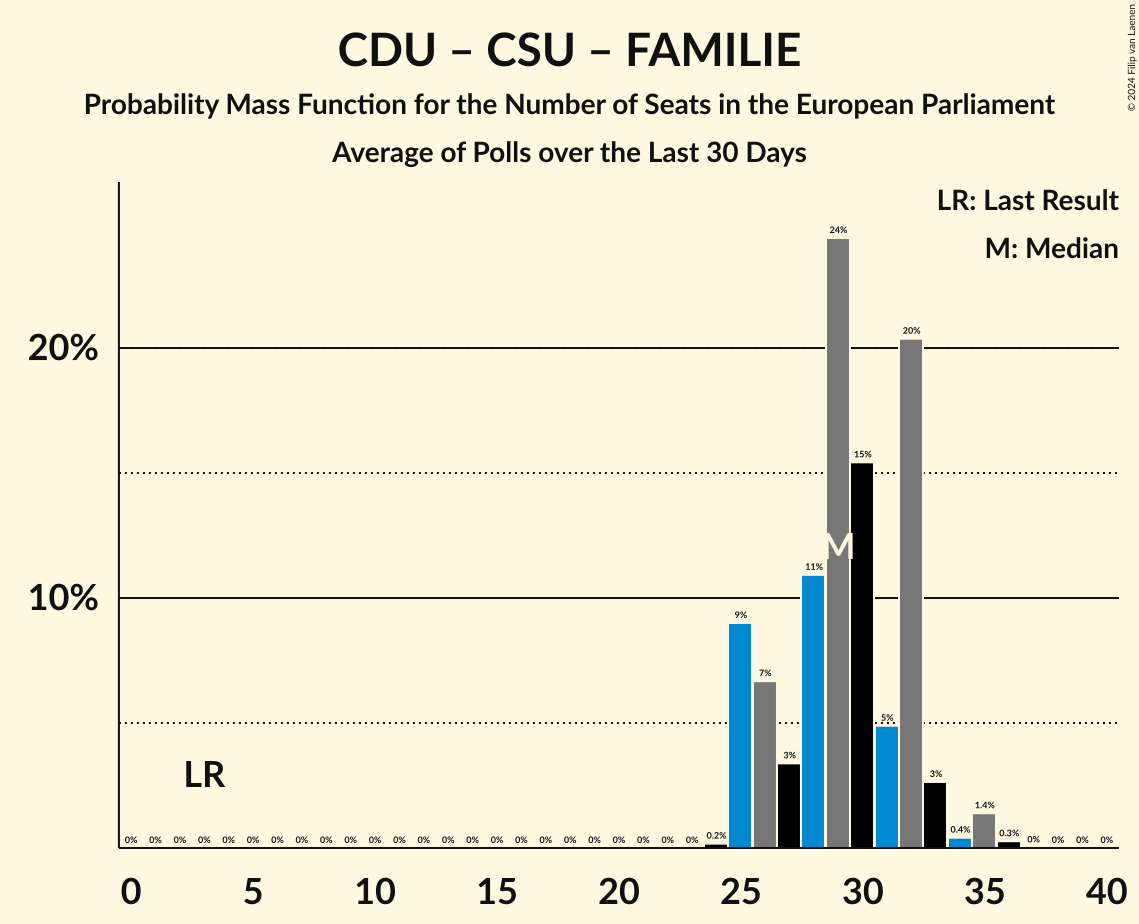 CDU – CSU – FAMILIE
Probability Mass Function for the Number of Seats in the European Parliament
Average of Polls over the Last 30 Days
© 2024 Filip van Laenen
LR: Last Result
M: Median
20%
10%
LR
M
0% 0% 0% 0% 0% 0% 0% 0% 0% 0% 0% 0% 0% 0% 0% 0% 0% 0% 0% 0% 0% 0% 0% 0% 0.2% 9% 7% 3% 11% 24% 15% 5% 20% 3% 0.4% 1.4% 0.3% 0% 0% 0% 0%
0 5 10 15 20 25 30 35 40